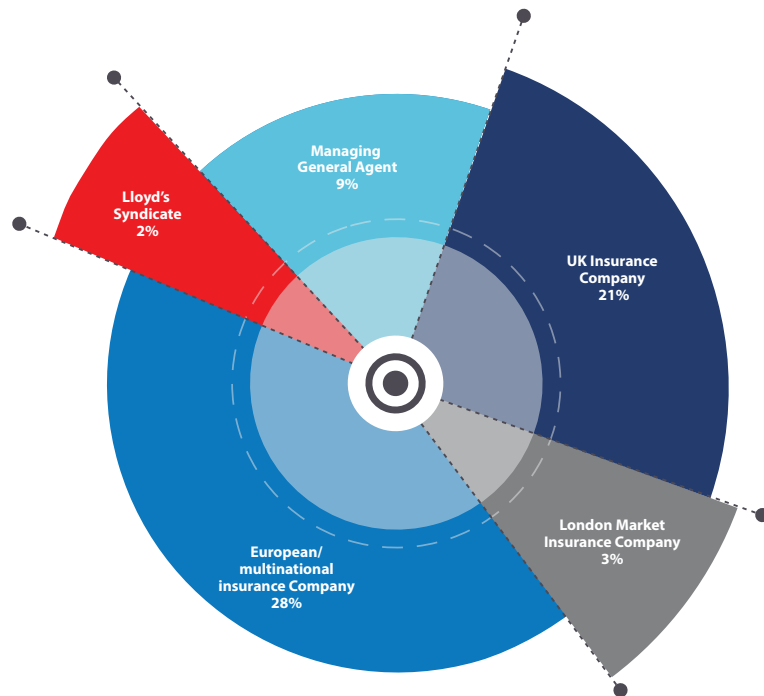 Managing
General Agent
9%
Lloyd's
Syndicate
2%
UK Insurance
Company
21%
London Market
Insurance Company
3%
European/
multinational
insurance Company
28%